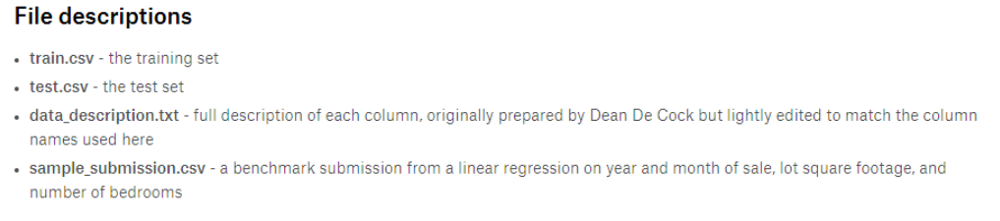 File descriptions
• train.csv - the training set
• test.csv - the test set
• data_description.txt - full description of each column, originally prepared by Dean De Cock but lightly edited to match the column
names used here
• sample_submission.csv - a benchmark submission from a linear regression on year and month of sale, lot square footage, and
number of bedrooms